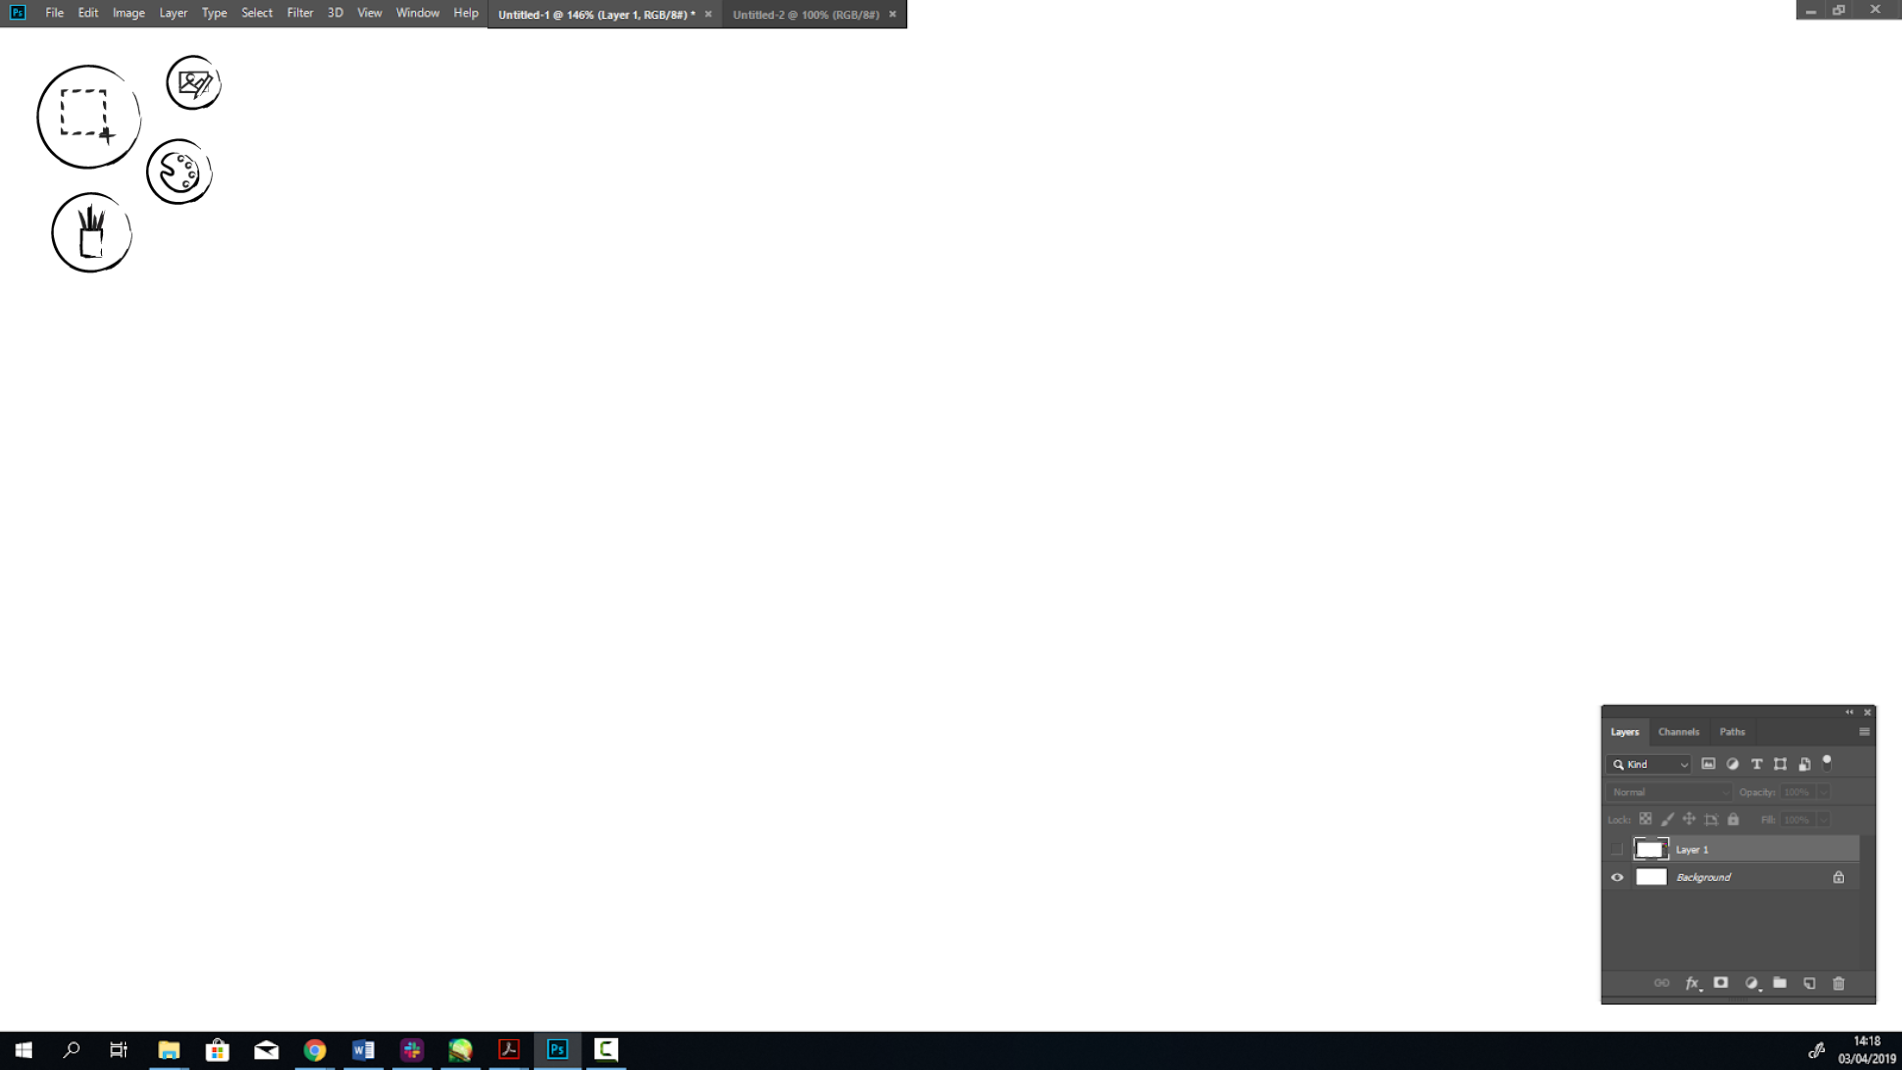 Ps File Edit Image Layer Type Select Filter 3D View Window Help Untitled-1 @ 146% (Layer 1, RGB/8#) * Untitled-2 @ 100% (RGB/8#)
Layers Channels Paths
Kind
Normal Opacity: 100%
Lock: Fill: 100%
Layer 1
Background
fx
Ps
14:18
03/04/2019